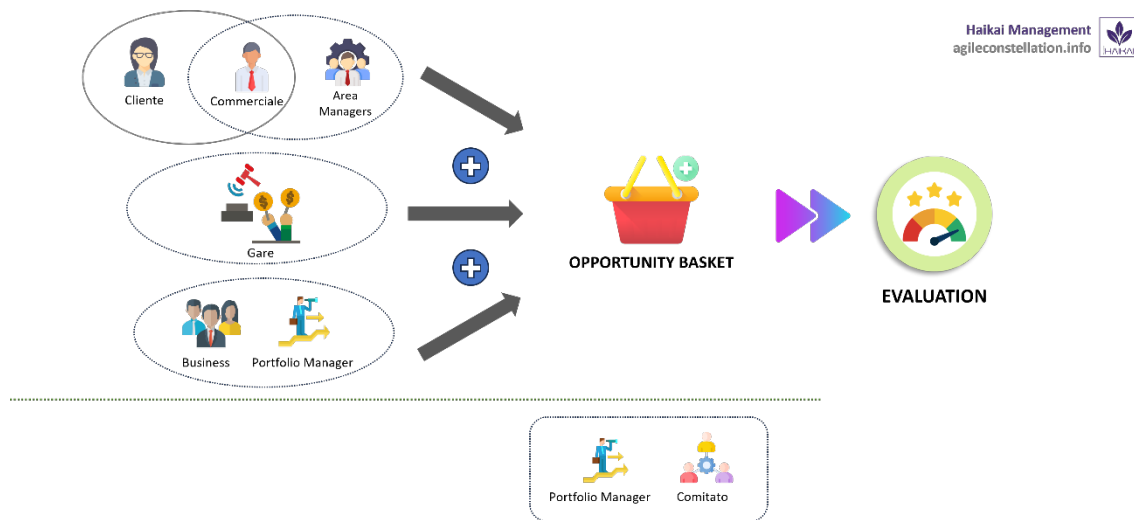 Haikai Management
agileconstellation.info
HAIKAI
Cliente
Commerciale
Area
Managers
Gare
OPPORTUNITY BASKET
EVALUATION
Business
Portfolio Manager
Portfolio Manager
Comitato